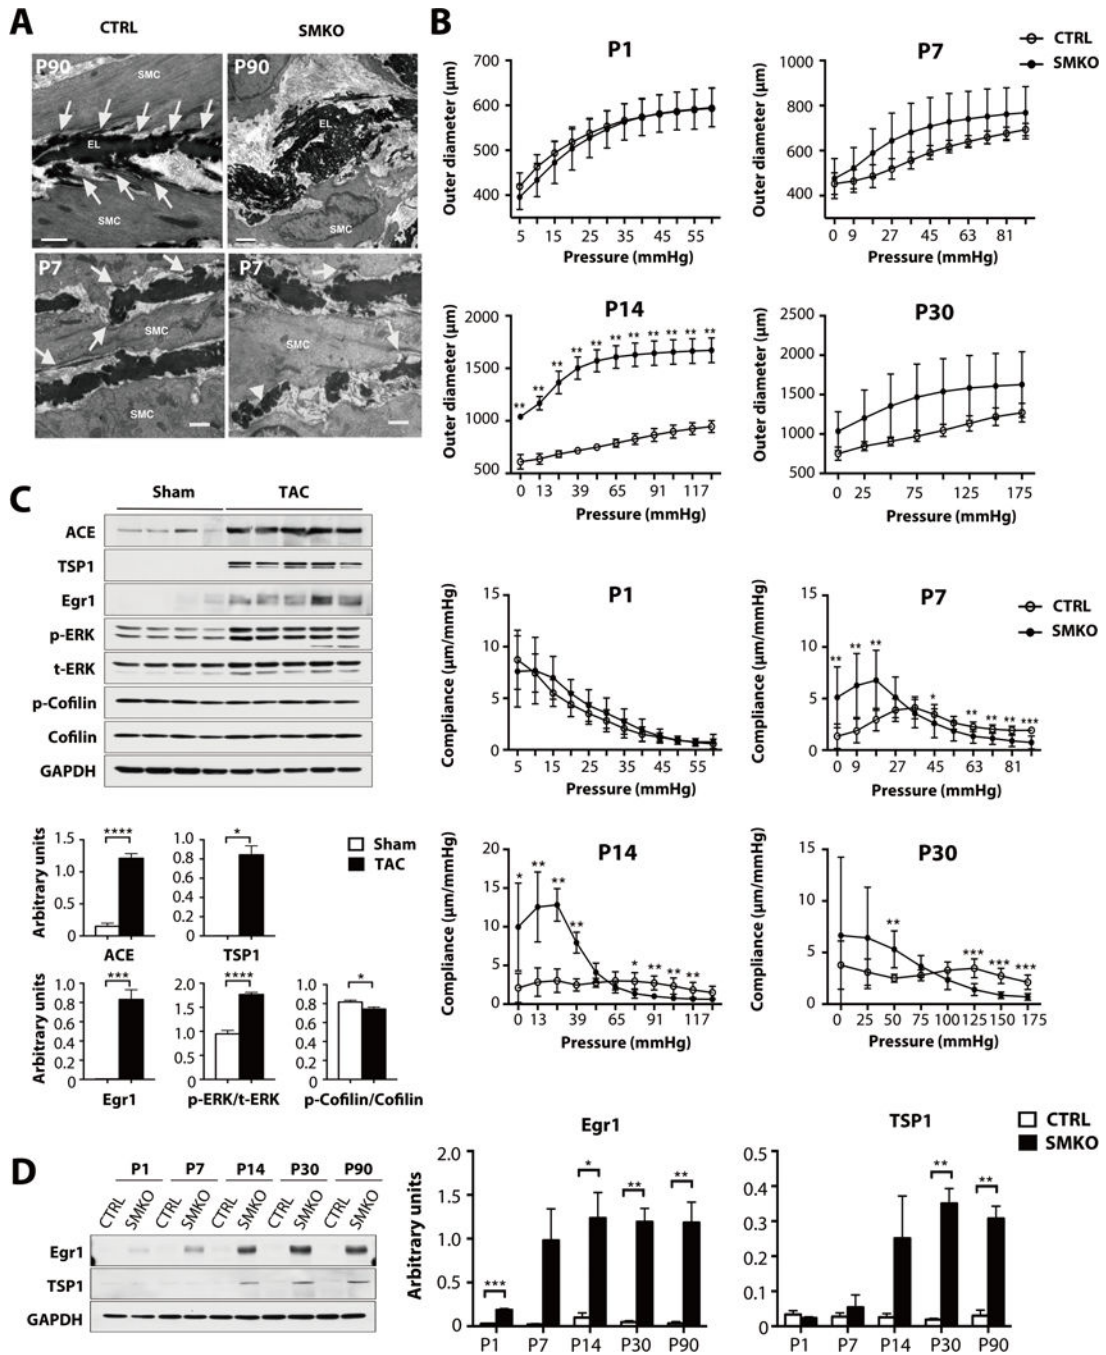 A
CTRL
SMKO
P90
SMC
EL
SMC
P90
EL
SMC
P7
SMC
SMC
P7
SMC
B
P1
Outer diameter (μm)
700
600
500
400
5 15 25 35 45 55
Pressure (mmHg)
P7
CTRL
SMKO
Outer diameter (μm)
1000
800
600
400
0 9 27 45 63 81
Pressure (mmHg)
P14
Outer diameter (μm)
2000
1500
1000
500
** ** ** ** ** ** ** ** ** ** **
0 13 39 65 91 117
Pressure (mmHg)
P30
Outer diameter (μm)
2500
2000
1500
1000
500
0 25 75 125 175
Pressure (mmHg)
P1
Compliance (μm/mmHg)
15
10
5
0
5 15 25 35 45 55
Pressure (mmHg)
P7
CTRL
SMKO
Compliance (μm/mmHg)
15
10
5
0
** ** ** * ** ** ** ***
0 9 27 45 63 81
Pressure (mmHg)
P14
Compliance (μm/mmHg)
20
15
10
5
0
* ** ** ** * ** ** **
0 13 39 65 91 117
Pressure (mmHg)
P30
Compliance (μm/mmHg)
15
10
5
0
** *** *** ***
0 25 50 75 100 125 150 175
Pressure (mmHg)
C
Sham TAC
ACE
TSP1
Egr1
p-ERK
t-ERK
p-Cofilin
Cofilin
GAPDH
Sham
TAC
Arbitrary units
1.5
1.0
0.5
0.0
****
ACE
1.0
0.8
0.6
0.4
0.2
0
*
TSP1
Arbitrary units
1.0
0.8
0.6
0.4
0.2
0
***
Egr1
2.0
1.5
1.0
0.5
0
****
p-ERK/t-ERK
1.0
0.8
0.6
0.4
0.2
0
*
p-Cofilin/Cofilin
D
P1 P7 P14 P30 P90
CTRL SMKO CTRL SMKO CTRL SMKO CTRL SMKO CTRL SMKO
Egr1
TSP1
GAPDH
Egr1
Arbitrary units
2.0
1.5
1.0
0.5
0.0
*** * ** **
P1 P7 P14 P30 P90
TSP1
CTRL
SMKO
0.5
0.4
0.3
0.2
0.1
0
** **
P1 P7 P14 P30 P90